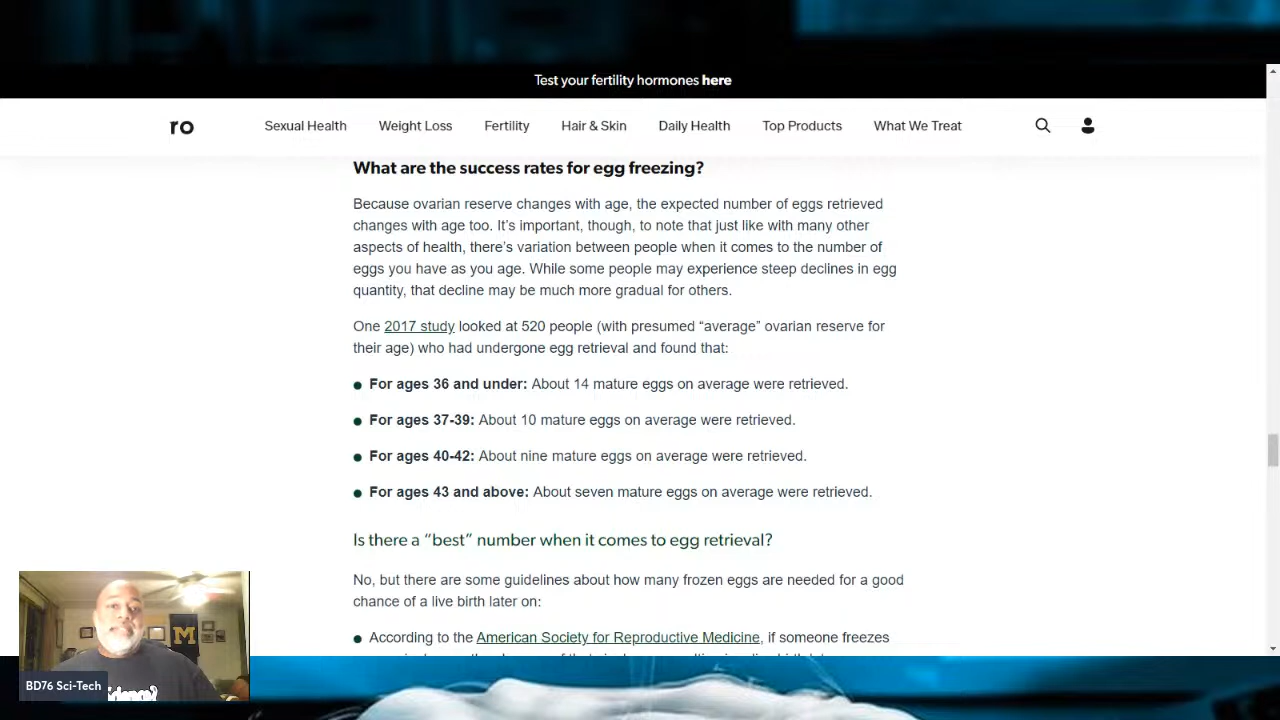 Test your fertility hormones here
ro
Sexual Health
Weight Loss
Fertility
Hair & Skin
Daily Health
Top Products
What We Treat
What are the success rates for egg freezing?
Because ovarian reserve changes with age, the expected number of eggs retrieved
changes with age too. It’s important, though, to note that just like with many other
aspects of health, there’s variation between people when it comes to the number of
eggs you have as you age. While some people may experience steep declines in egg
quantity, that decline may be much more gradual for others.
One 2017 study looked at 520 people (with presumed “average” ovarian reserve for
their age) who had undergone egg retrieval and found that:
For ages 36 and under: About 14 mature eggs on average were retrieved.
For ages 37-39: About 10 mature eggs on average were retrieved.
For ages 40-42: About nine mature eggs on average were retrieved.
For ages 43 and above: About seven mature eggs on average were retrieved.
Is there a “best” number when it comes to egg retrieval?
No, but there are some guidelines about how many frozen eggs are needed for a good
chance of a live birth later on:
According to the American Society for Reproductive Medicine, if someone freezes
M
BD76 Sci-Tech